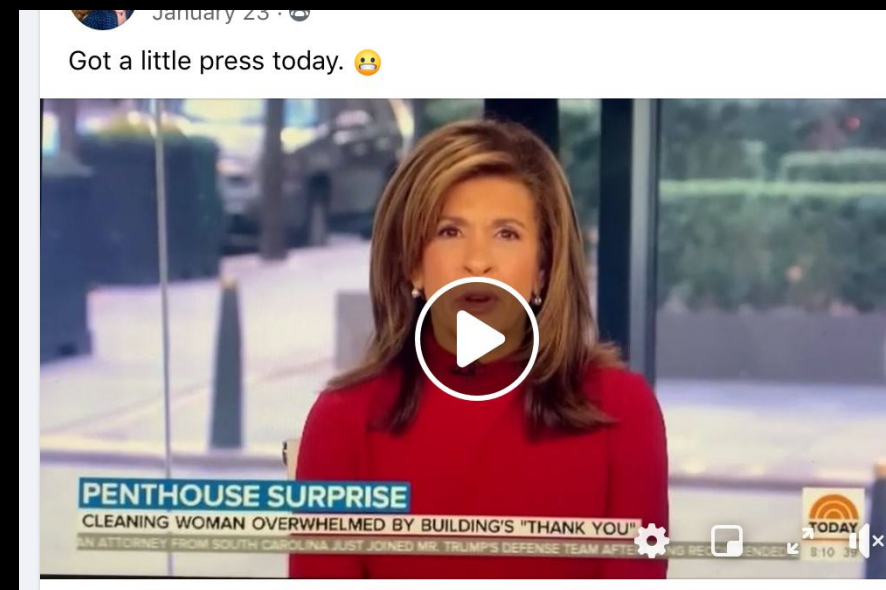 January 23 ·
Got a little press today. 😬
PENTHOUSE SURPRISE
CLEANING WOMAN OVERWHELMED BY BUILDING'S "THANK YOU"
AN ATTORNEY FROM SOUTH CAROLINA JUST JOINED MR. TRUMP'S DEFENSE TEAM AFTE
TODAY
8:10 39